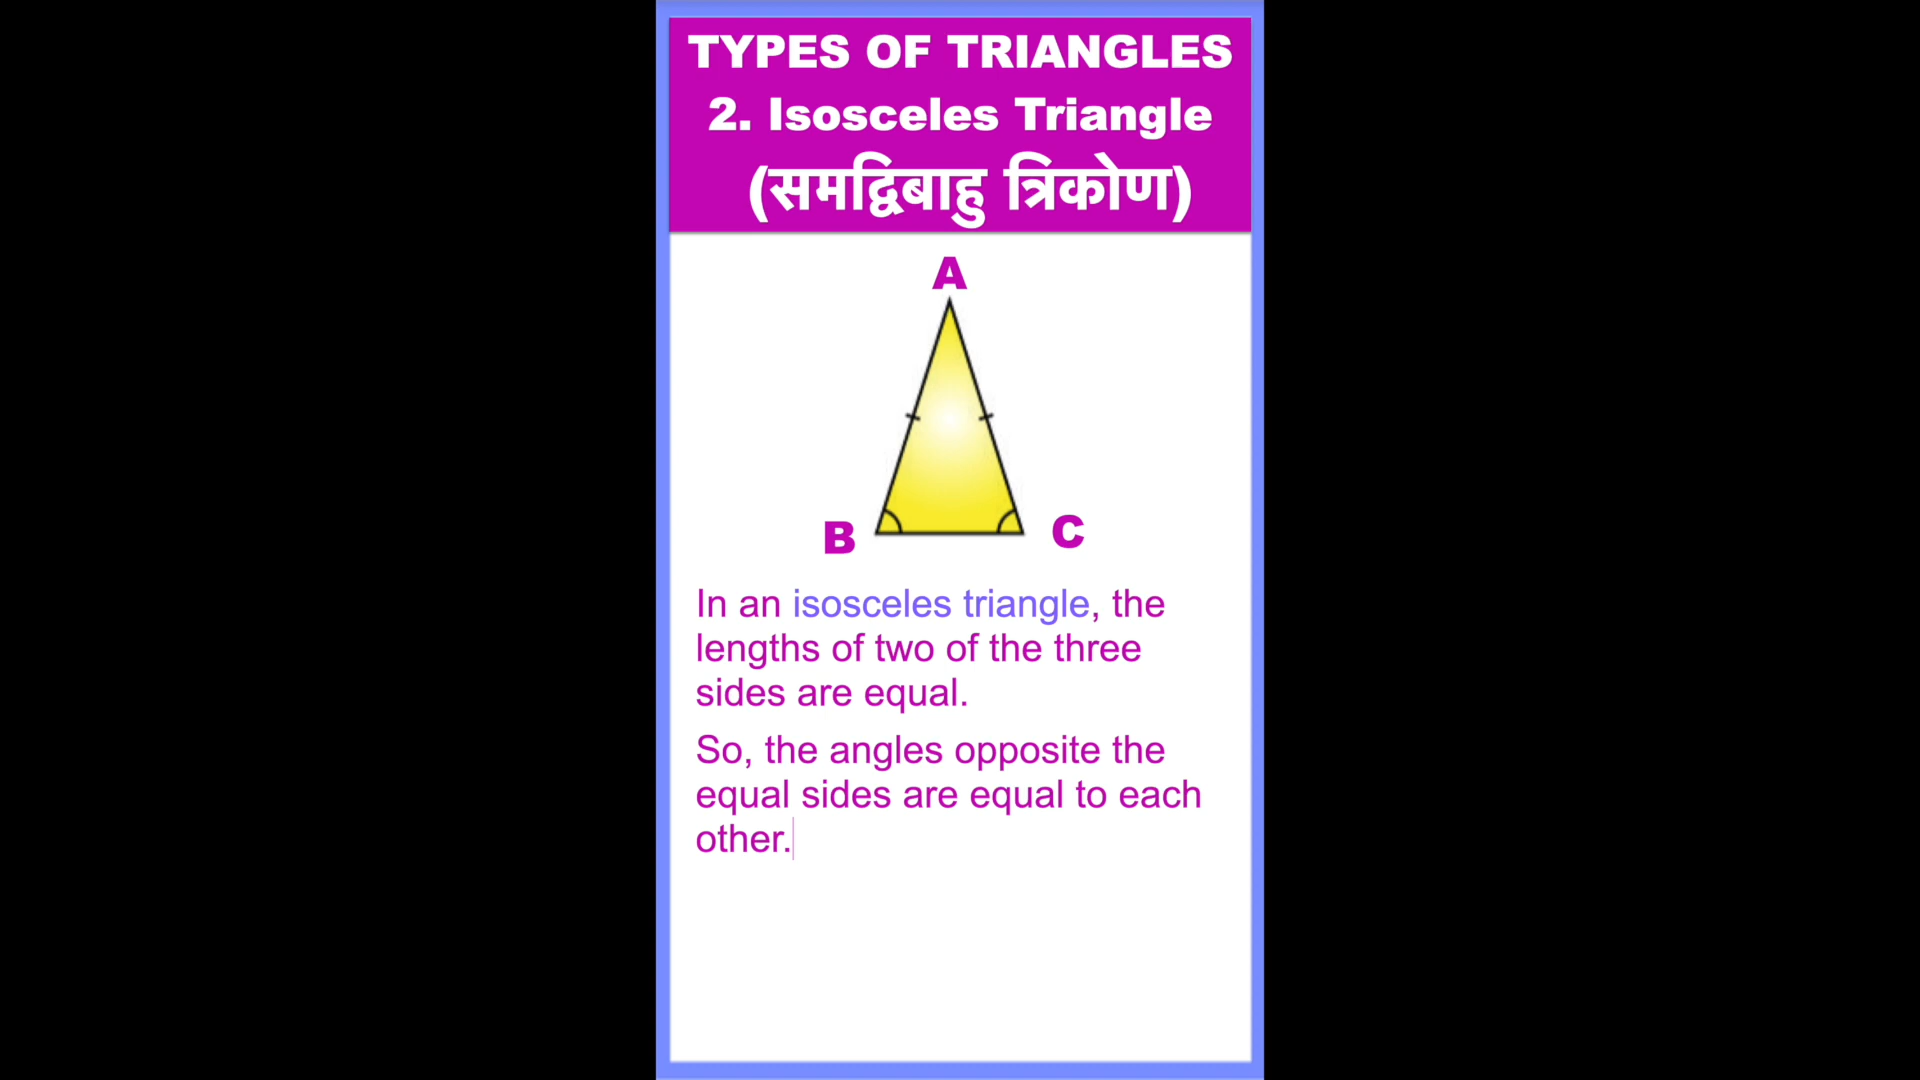 TYPES OF TRIANGLES
2. Isosceles Triangle
(समद्विबाहु त्रिकोण)
A
B
C
In an isosceles triangle, the
lengths of two of the three
sides are equal.
So, the angles opposite the
equal sides are equal to each
other.